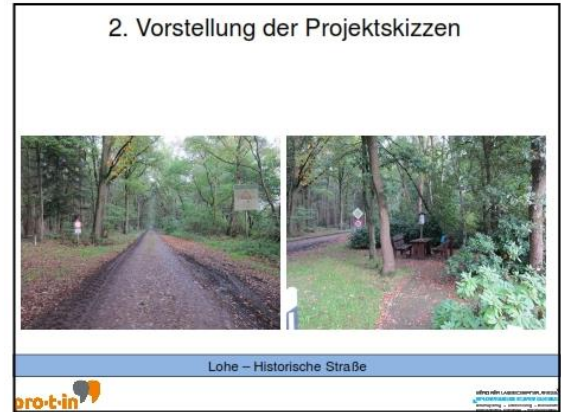 2. Vorstellung der Projektskizzen
Lohe – Historische Straße
pro-t-in